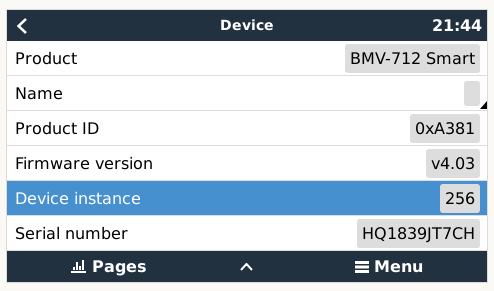 Device 21:44
Product BMV-712 Smart
Name
Product ID 0xA381
Firmware version v4.03
Device instance 256
Serial number HQ1839JT7CH
Pages Menu